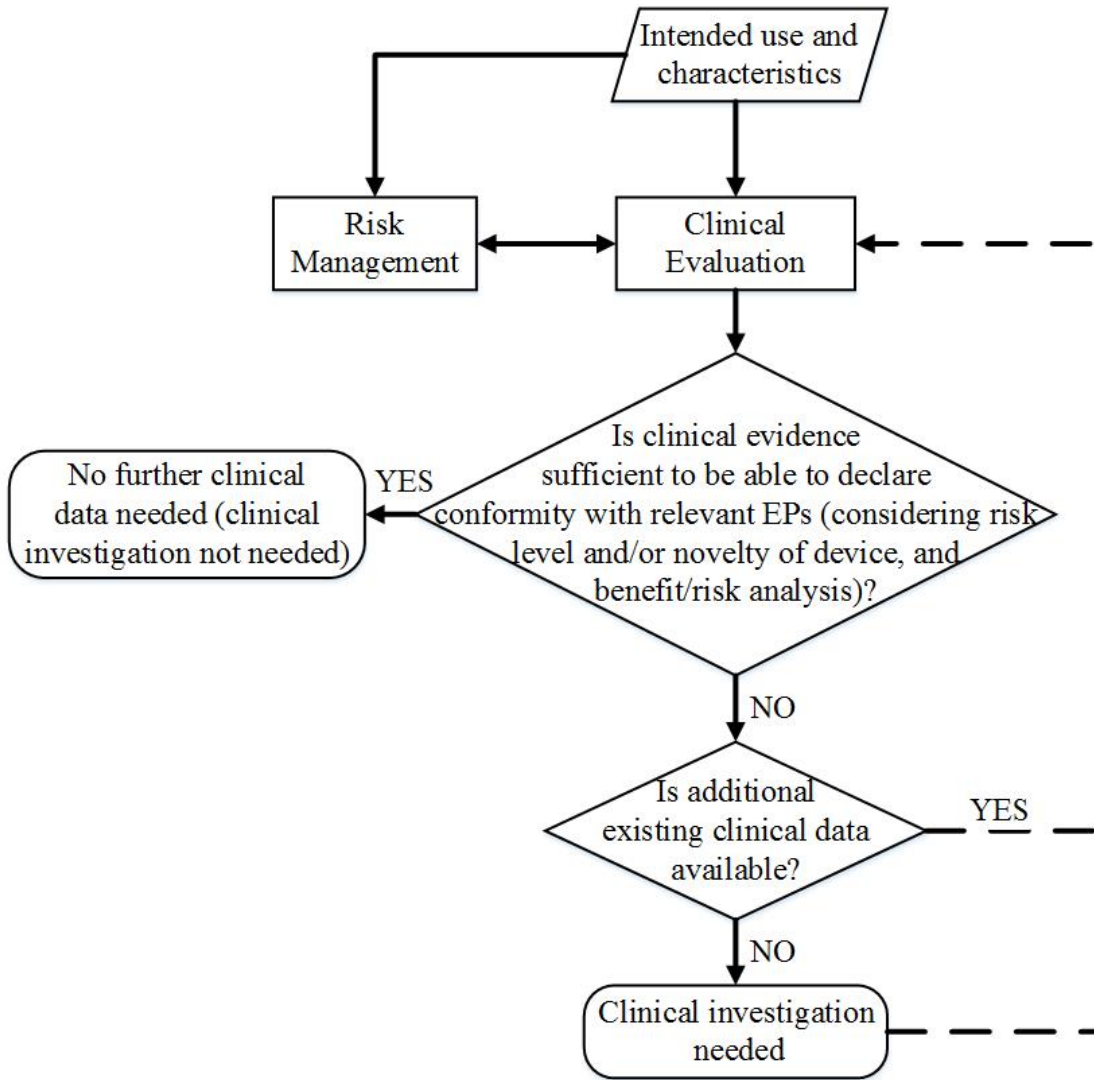 Intended use and
characteristics
Risk
Management
Clinical
Evaluation
Is clinical evidence
sufficient to be able to declare
conformity with relevant EPs (considering risk
level and/or novelty of device, and
benefit/risk analysis)?
YES
No further clinical
data needed (clinical
investigation not needed)
NO
Is additional
existing clinical data
available?
YES
NO
Clinical investigation
needed